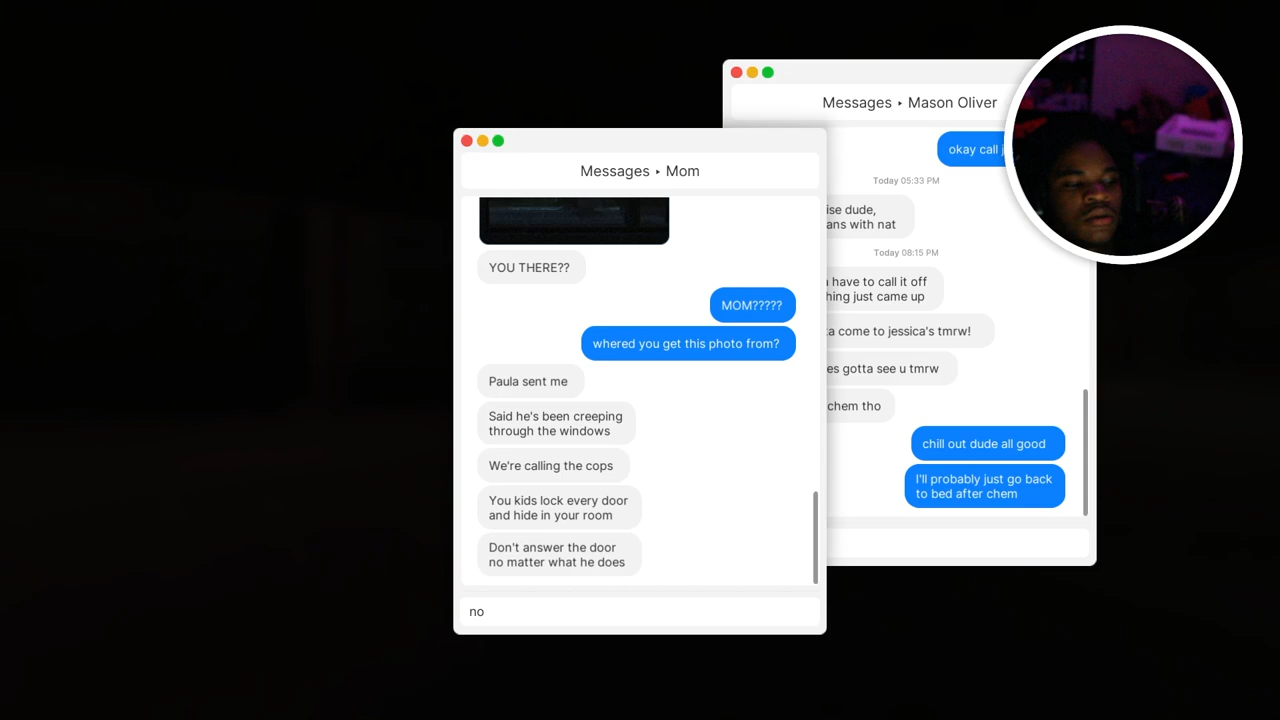 Messages ‣ Mason Oliver
okay call
Today 05:33 PM
dude,
with nat
Today 08:15 PM
have to call it off
just came up
come to jessica's tmrw!
gotta see u tmrw
chem tho
chill out dude all good
I'll probably just go back
to bed after chem
Messages ‣ Mom
YOU THERE??
MOM?????
whered you get this photo from?
Paula sent me
Said he's been creeping
through the windows
We're calling the cops
You kids lock every door
and hide in your room
Don't answer the door
no matter what he does
no